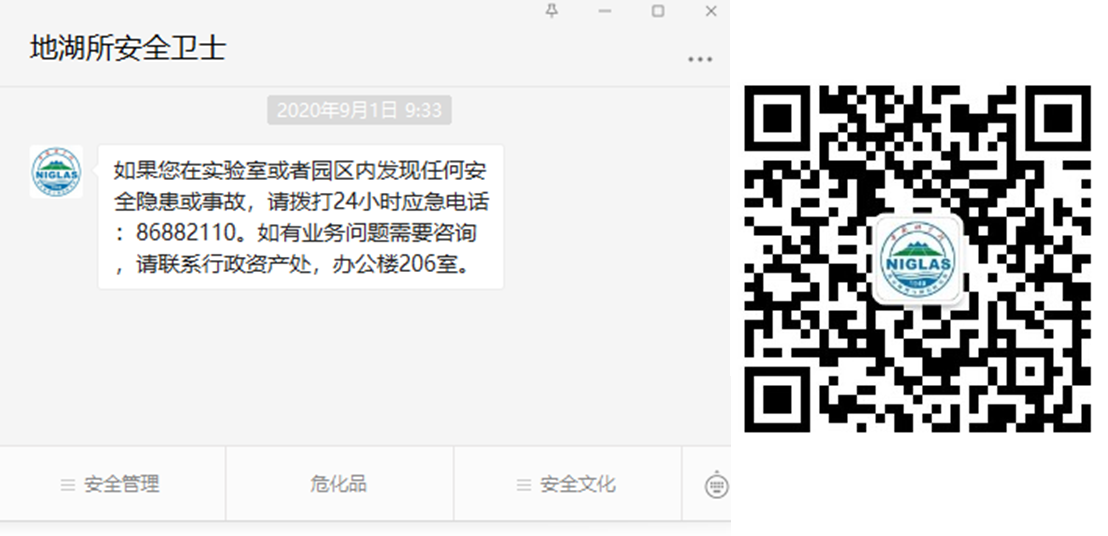 地湖所安全卫士
2020年9月1日 9:33
如果您在实验室或者园区内发现任何安
全隐患或事故，请拨打24小时应急电话
：86882110。如有业务问题需要咨询
，请联系行政资产处，办公楼206室。
安全管理
危化品
安全文化
NIGLAS
NIGLAS